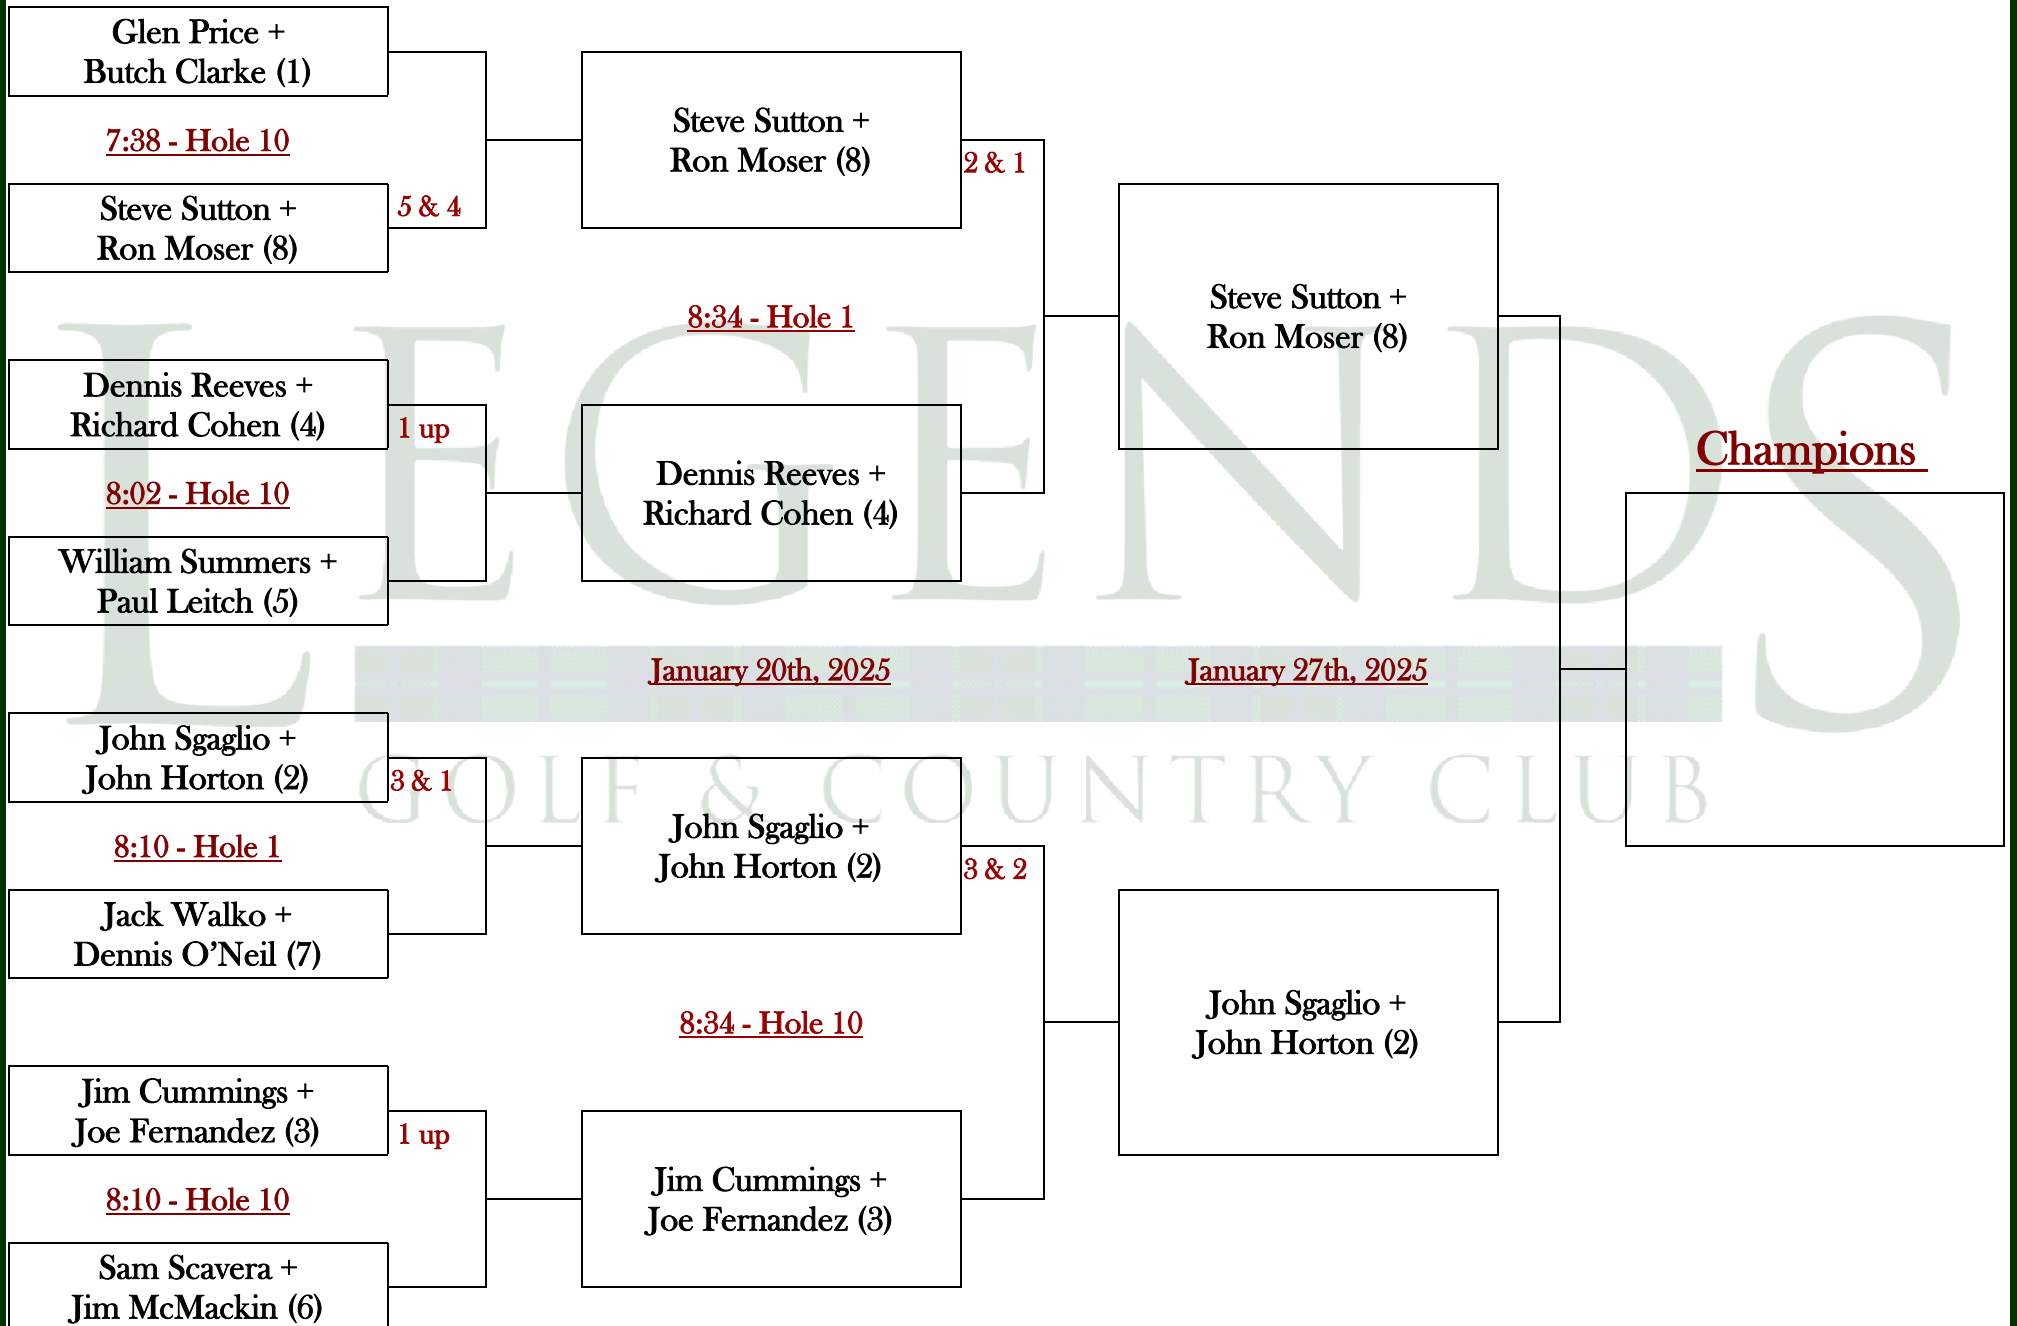 Glen Price +
Butch Clarke (1)
7:38 - Hole 10
Steve Sutton +
Ron Moser (8)
5 & 4
Dennis Reeves +
Richard Cohen (4)
1 up
8:02 - Hole 10
William Summers +
Paul Leitch (5)
John Sgaglio +
John Horton (2)
3 & 1
8:10 - Hole 1
Jack Walko +
Dennis O’Neil (7)
Jim Cummings +
Joe Fernandez (3)
1 up
8:10 - Hole 10
Sam Scavera +
Jim McMackin (6)
Steve Sutton +
Ron Moser (8)
2 & 1
8:34 - Hole 1
Dennis Reeves +
Richard Cohen (4)
January 20th, 2025
John Sgaglio +
John Horton (2)
3 & 2
8:34 - Hole 10
Jim Cummings +
Joe Fernandez (3)
Steve Sutton +
Ron Moser (8)
January 27th, 2025
John Sgaglio +
John Horton (2)
Champions
LEGENDS
GOLF & COUNTRY CLUB